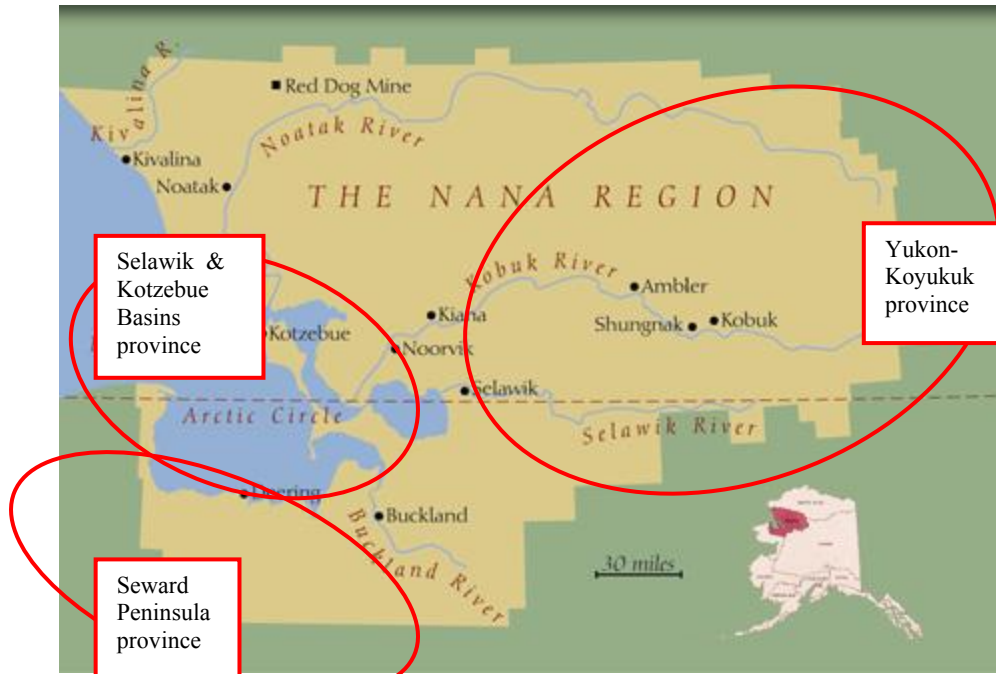 Kivalina R.
Red Dog Mine
Noatak River
Kivalina
Noatak
THE NANA REGION
Selawik &
Kotzebue
Basins
province
Yukon-
Koyukuk
province
Kobuk River
Ambler
Kiana
Shungnak
Kobuk
Kotzebue
Noorvik
Selawik
Arctic Circle
Selawik River
Deering
Buckland
Buckland River
30 miles
Seward
Peninsula
province